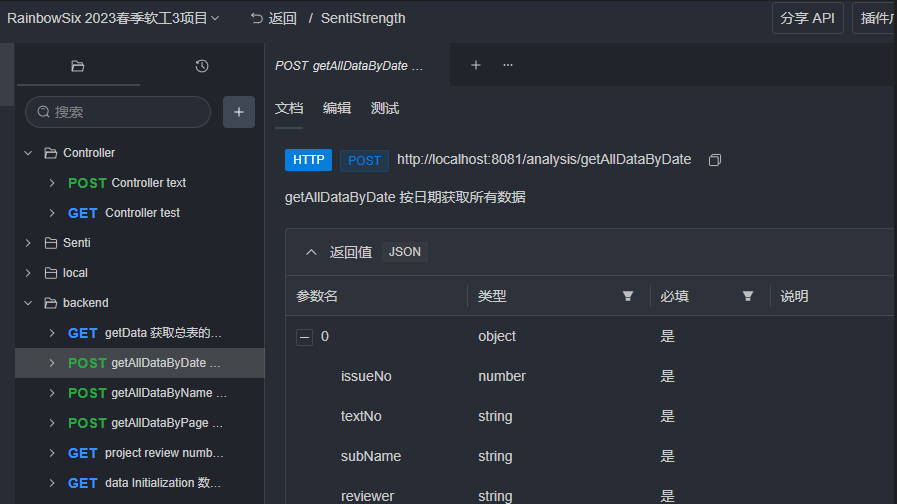 RainbowSix 2023春季软工3项目 返回 / SentiStrength 分享 API
POST getAllDataByDate ... + ...
搜索 +
文档 编辑 测试
Controller
HTTP POST http://localhost:8081/analysis/getAllDataByDate
POST Controller text
getAllDataByDate 按日期获取所有数据
GET Controller test
Senti
返回值 JSON
local
参数名 类型 必填 说明
backend
GET getData 获取总表的...
0 object 是
POST getAllDataByDate ...
issueNo number 是
POST getAllDataByName ...
textNo string 是
POST getAllDataByPage ...
GET project review numb...
subName string 是
GET data Initialization 数...
reviewer string 是